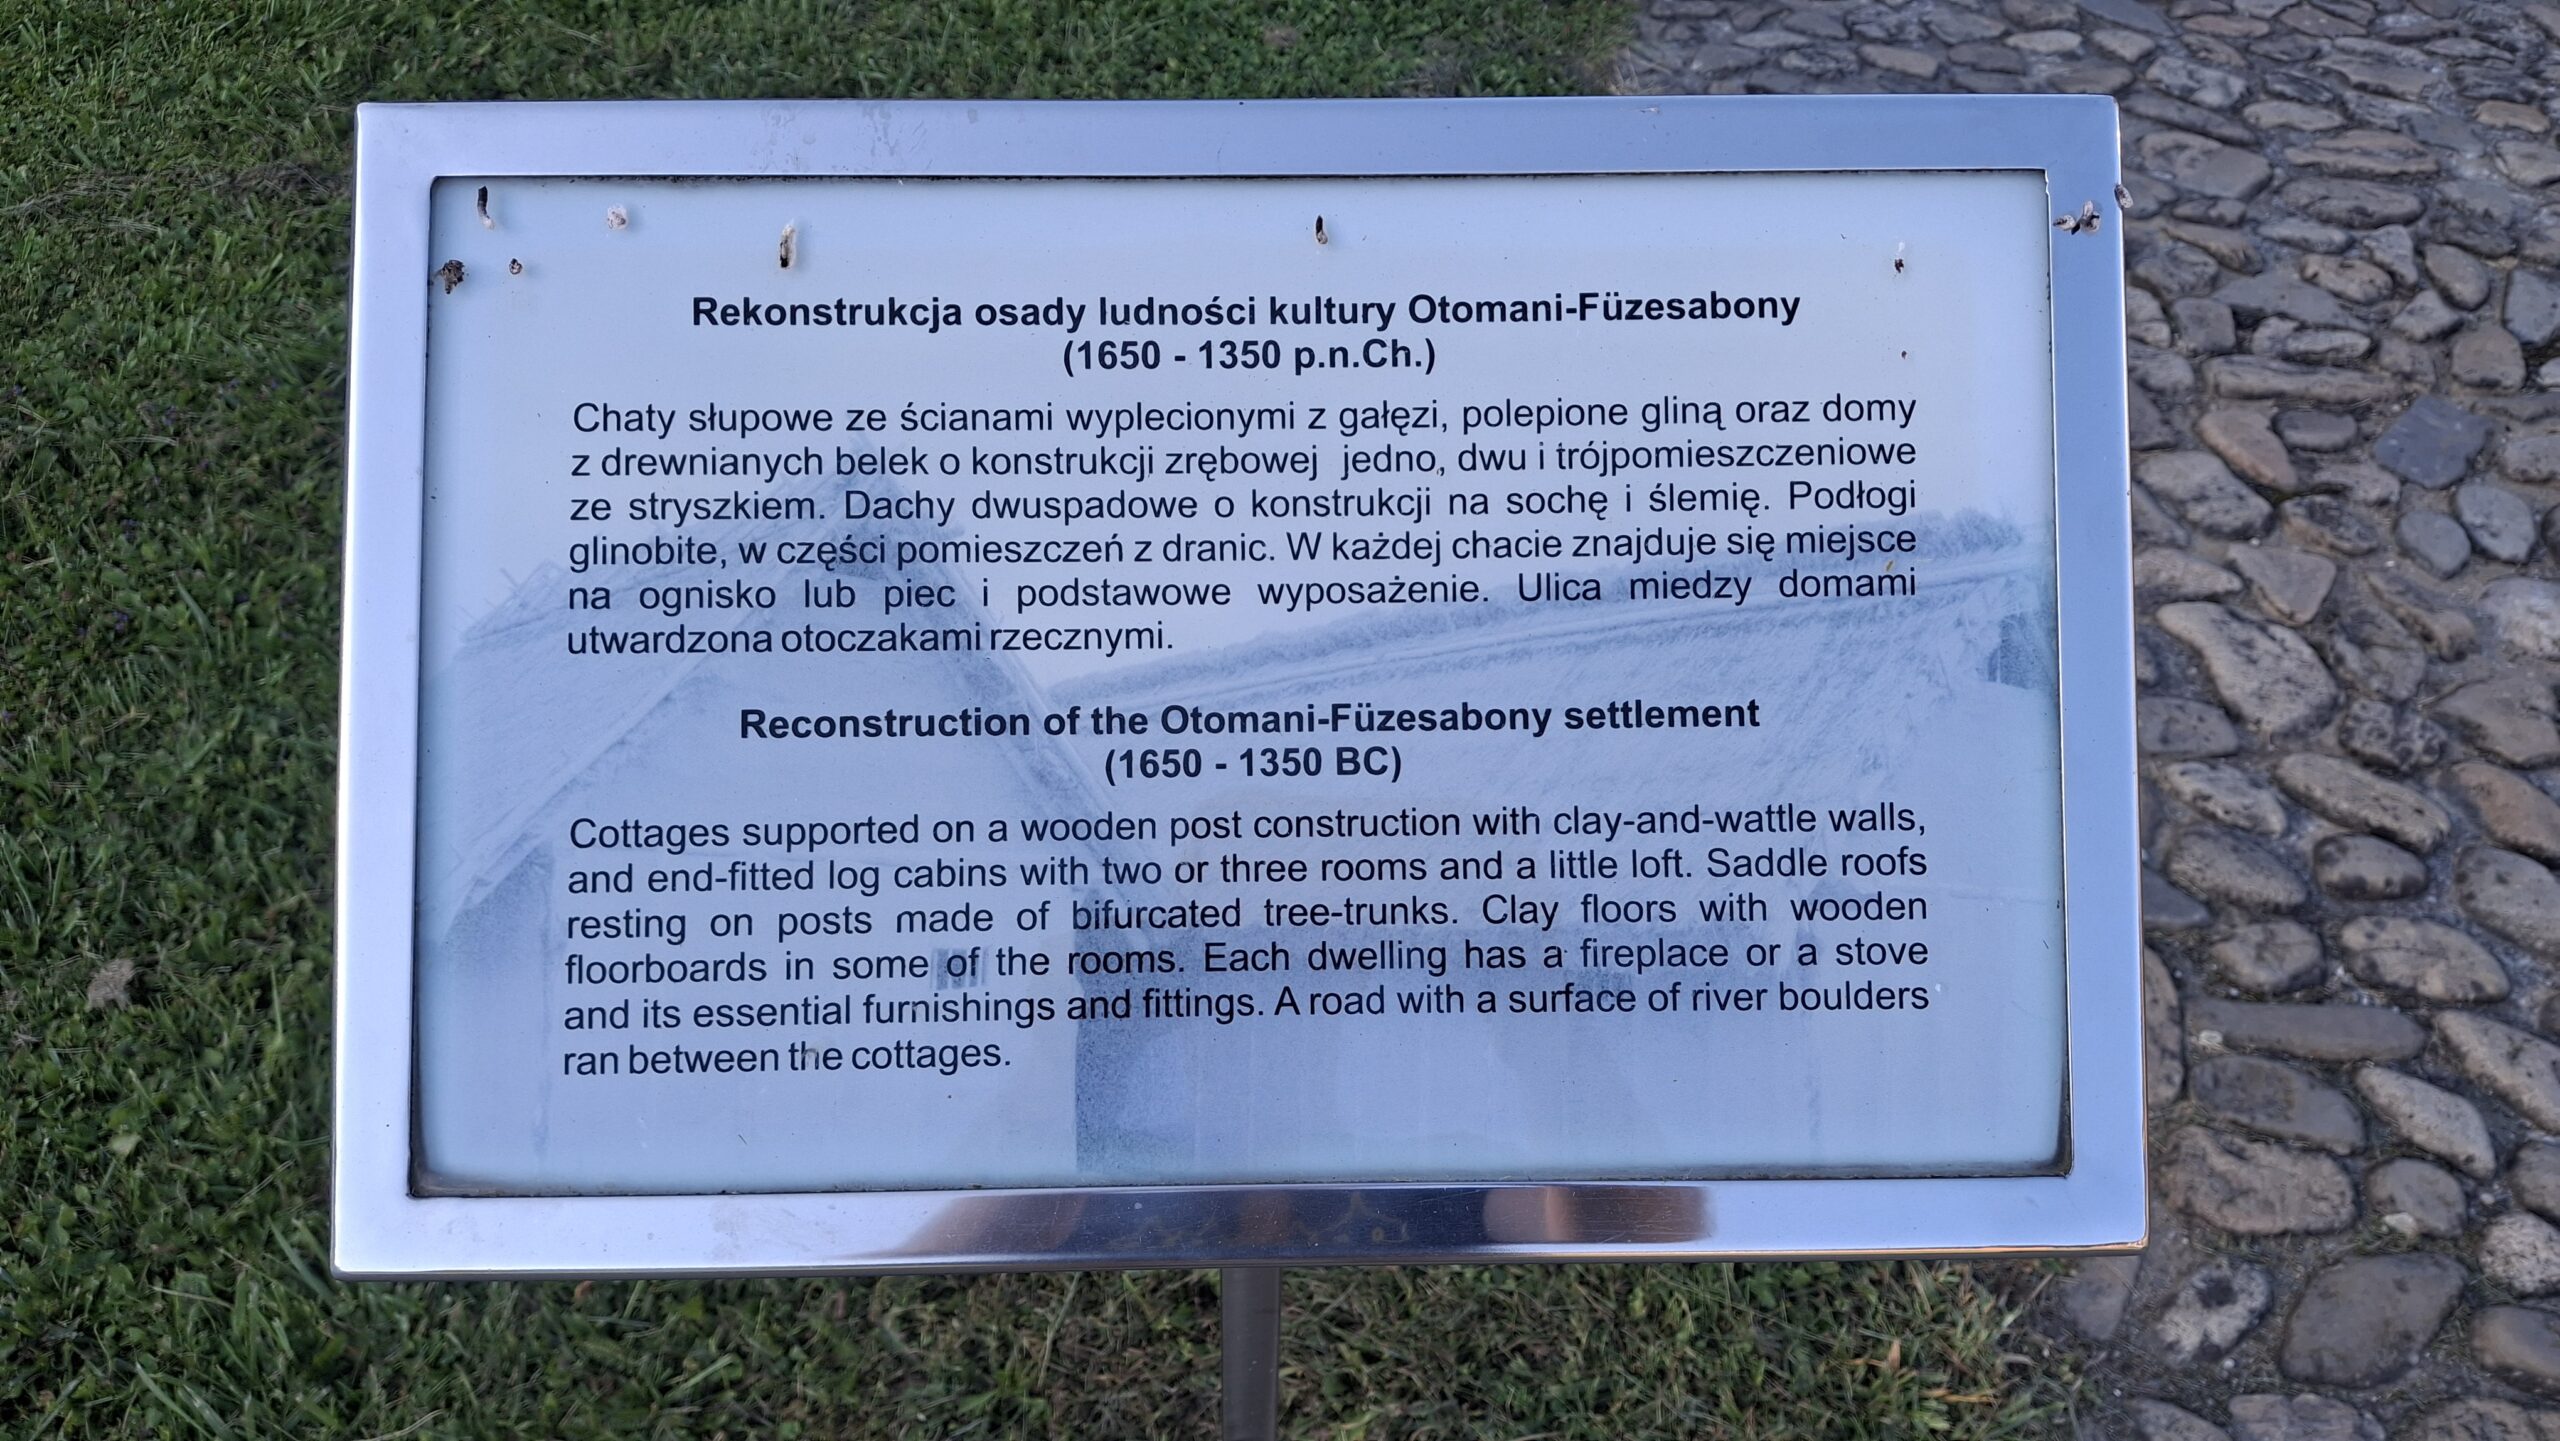 Rekonstrukcja osady ludności kultury Otomani-Füzesabony
(1650 - 1350 p.n.Ch.)
Chaty słupowe ze ścianami wyplecionymi z gałęzi, polepione gliną oraz domy
z drewnianych belek o konstrukcji zrębowej jedno, dwu i trójpomieszczeniowe
ze stryszkiem. Dachy dwuspadowe o konstrukcji na sochę i ślemię. Podłogi
glinobite, w części pomieszczeń z dranic. W każdej chacie znajduje się miejsce
na ognisko lub piec i podstawowe wyposażenie. Ulica miedzy domami
utwardzona otoczakami rzecznymi.
Reconstruction of the Otomani-Füzesabony settlement
(1650 - 1350 BC)
Cottages supported on a wooden post construction with clay-and-wattle walls,
and end-fitted log cabins with two or three rooms and a little loft. Saddle roofs
resting on posts made of bifurcated tree-trunks. Clay floors with wooden
floorboards in some of the rooms. Each dwelling has a fireplace or a stove
and its essential furnishings and fittings. A road with a surface of river boulders
ran between the cottages.